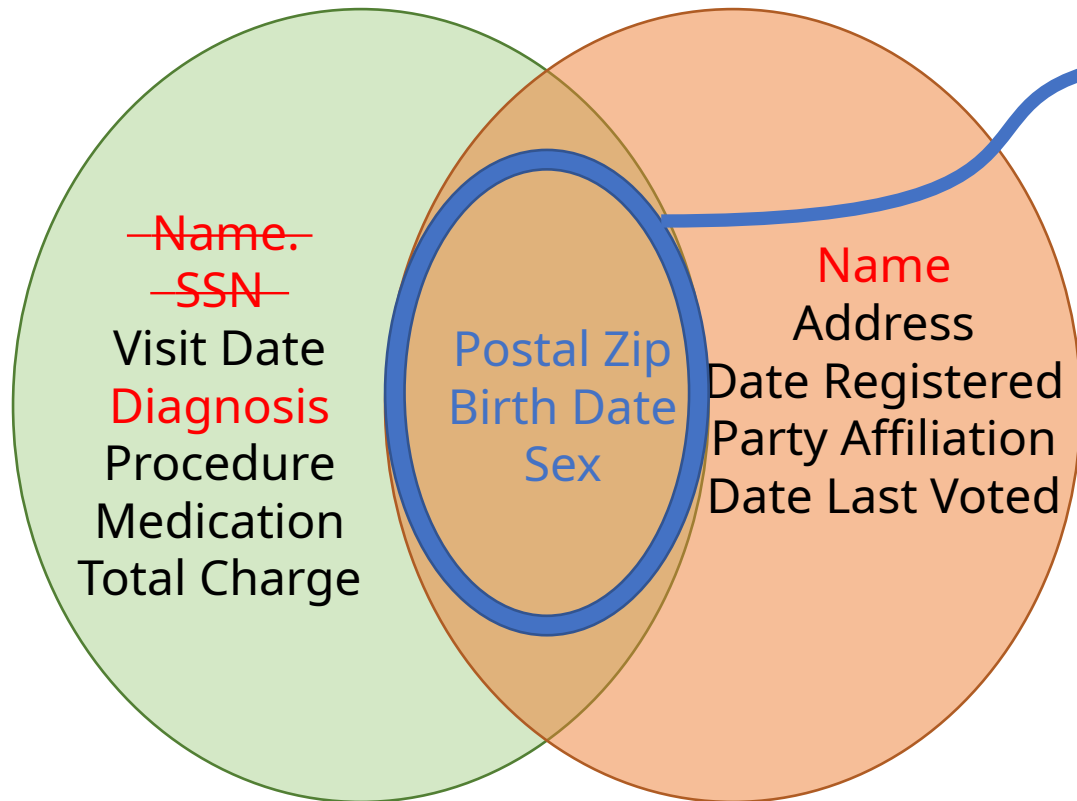 Name.
SSN
Visit Date
Diagnosis
Procedure
Medication
Total Charge
Postal Zip
Birth Date
Sex
Name
Address
Date Registered
Party Affiliation
Date Last Voted